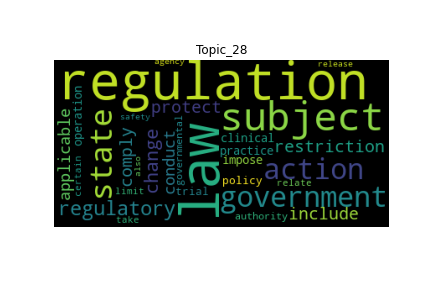 Topic_28
agency
release
regulation
protect
subject
applicable
operation
certain
state
safety
comply
also
change
conduct
governmental
law
clinical
practice
restriction
impose
action
policy
relate
limit
trial
government
regulatory
take
authority
include